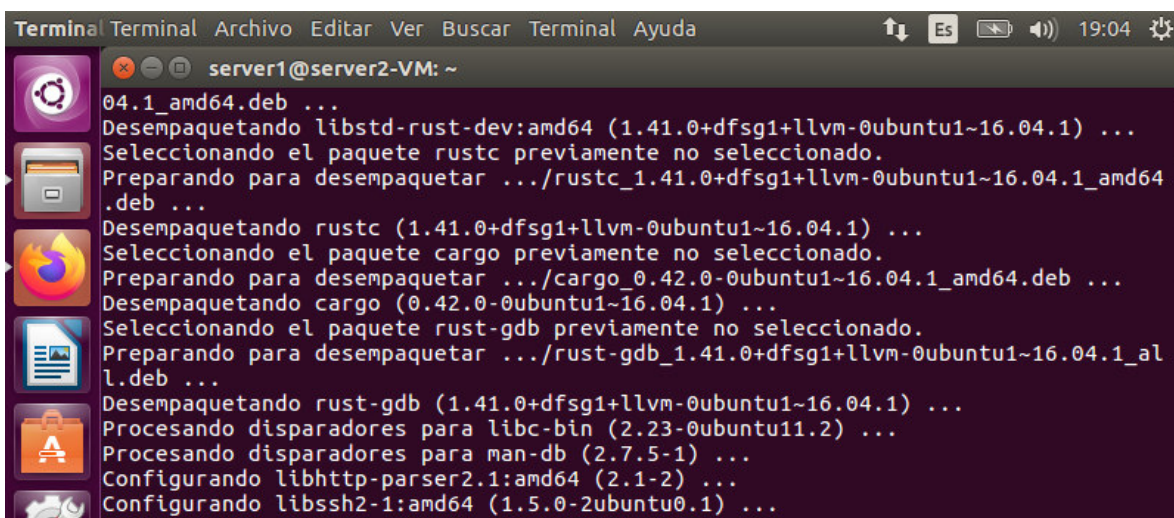 Terminal Terminal Archivo Editar Ver Buscar Terminal Ayuda Es 19:04
server1@server2-VM: ~
04.1_amd64.deb ...
Desempaquetando libstd-rust-dev:amd64 (1.41.0+dfsg1+llvm-0ubuntu1~16.04.1) ...
Seleccionando el paquete rustc previamente no seleccionado.
Preparando para desempaquetar .../rustc_1.41.0+dfsg1+llvm-0ubuntu1~16.04.1_amd64
.deb ...
Desempaquetando rustc (1.41.0+dfsg1+llvm-0ubuntu1~16.04.1) ...
Seleccionando el paquete cargo previamente no seleccionado.
Preparando para desempaquetar .../cargo_0.42.0-0ubuntu1~16.04.1_amd64.deb ...
Desempaquetando cargo (0.42.0-0ubuntu1~16.04.1) ...
Seleccionando el paquete rust-gdb previamente no seleccionado.
Preparando para desempaquetar .../rust-gdb_1.41.0+dfsg1+llvm-0ubuntu1~16.04.1_al
l.deb ...
Desempaquetando rust-gdb (1.41.0+dfsg1+llvm-0ubuntu1~16.04.1) ...
Procesando disparadores para libc-bin (2.23-0ubuntu11.2) ...
Procesando disparadores para man-db (2.7.5-1) ...
Configurando libhttp-parser2.1:amd64 (2.1-2) ...
Configurando libssh2-1:amd64 (1.5.0-2ubuntu0.1) ...